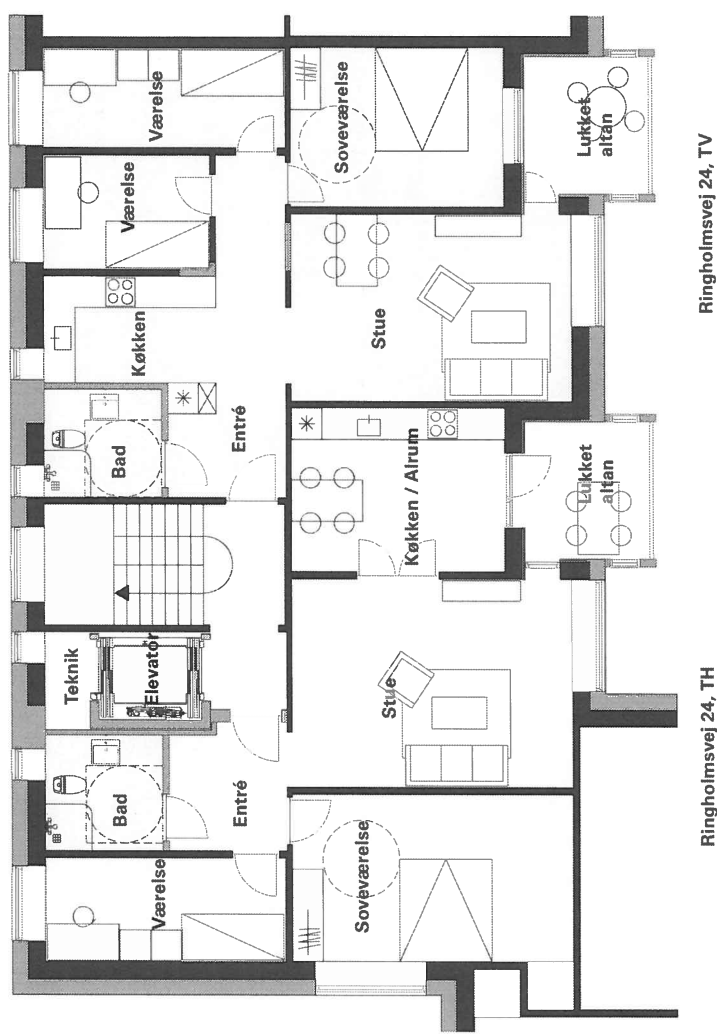 Værelse
Soveværelse
Lukket
altan
Ringholmsvej 24, TV
Værelse
Køkken
Stue
Bad
Entré
Køkken / Alrum
Lukket
altan
Teknik
Elevator
Stue
Ringholmsvej 24, TH
Bad
Entré
Værelse
Soveværelse